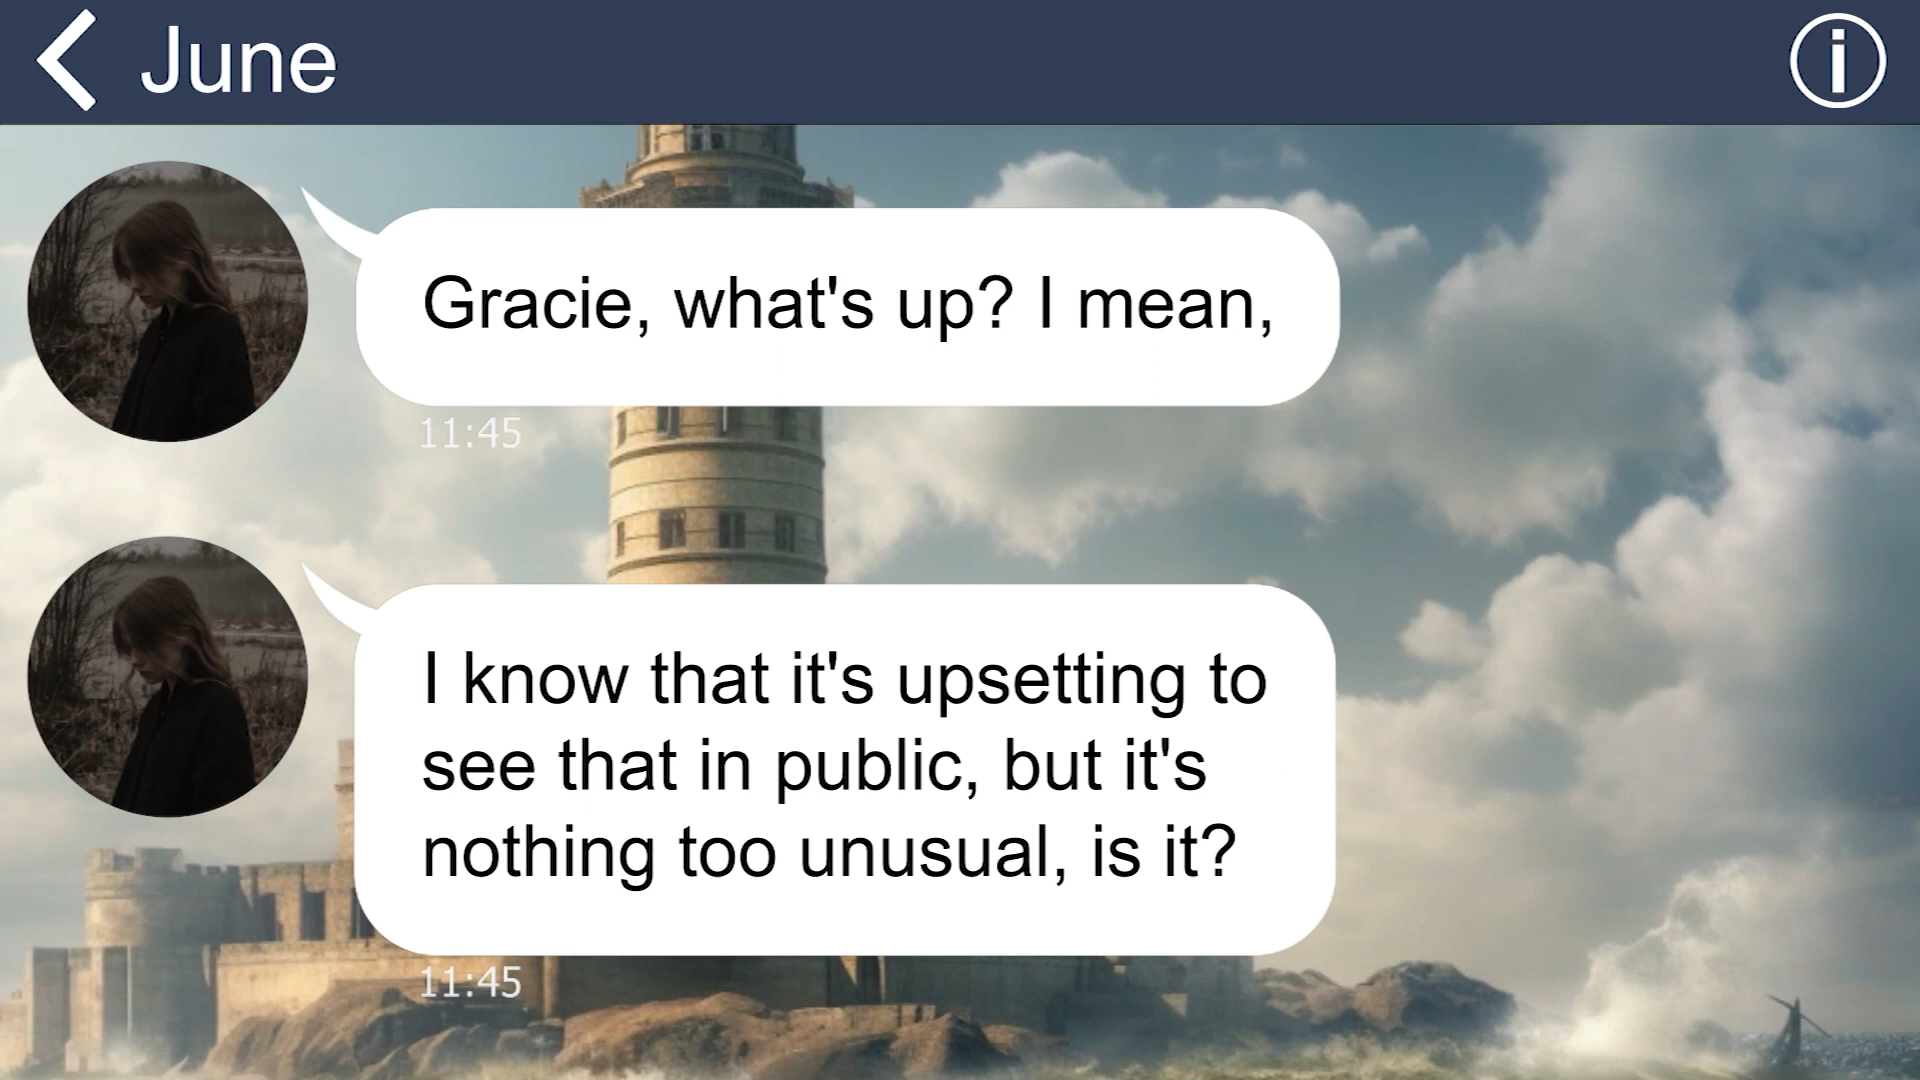 June
Gracie, what's up? I mean,
11:45
I know that it's upsetting to
see that in public, but it's
nothing too unusual, is it?
11:45